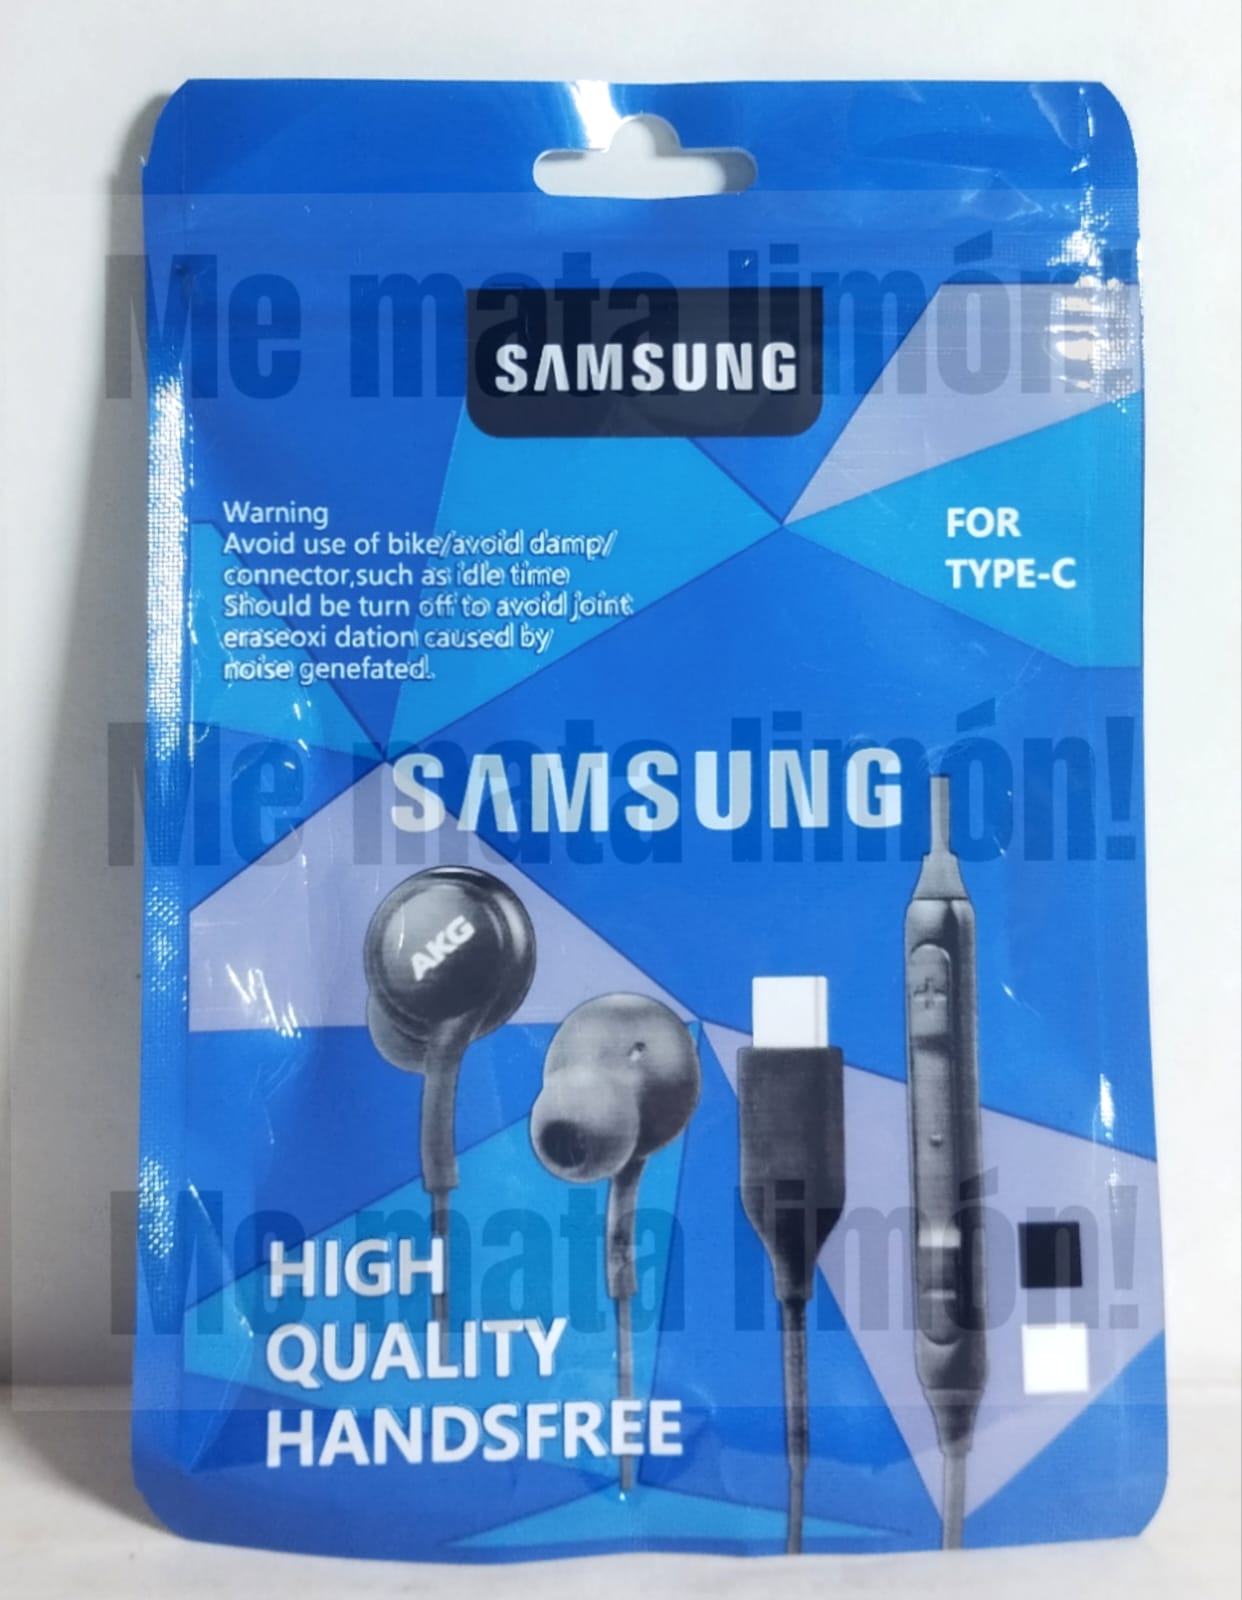 Me mata limón!
SAMSUNG
Warning
Avoid use of bike/avoid damp/
connector,such as idle time
Should be turn off to avoid joint
eraseoxi dation caused by
noise genefated.
FOR
TYPE-C
Me mata limón!
SAMSUNG
AKG
Me mata limón!
HIGH
QUALITY
HANDSFREE